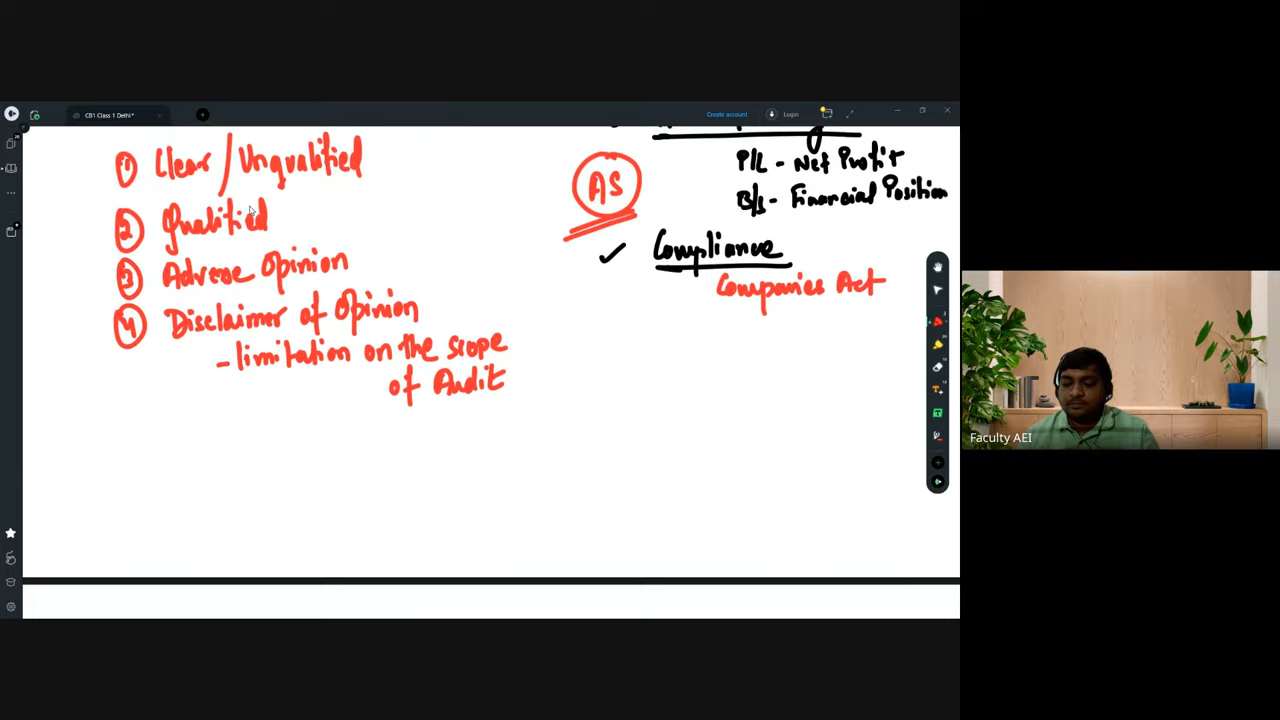 CB1 Class 1 Delhi*
Create account
Login
1 Clear / Unqualified
2 Qualified
3 Adverse Opinion
4 Disclaimer of Opinion
- limitation on the scope
of Audit
AS
P/L - Net Profit
B/S - Financial Position
✓ Compliance
Companies Act
Faculty AEI